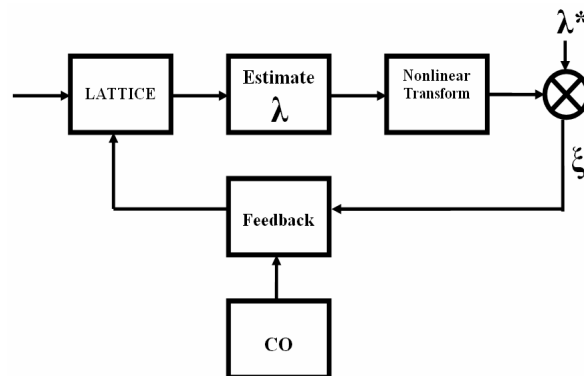 λ*
LATTICE
Estimate
λ
Nonlinear
Transform
ξ
Feedback
CO